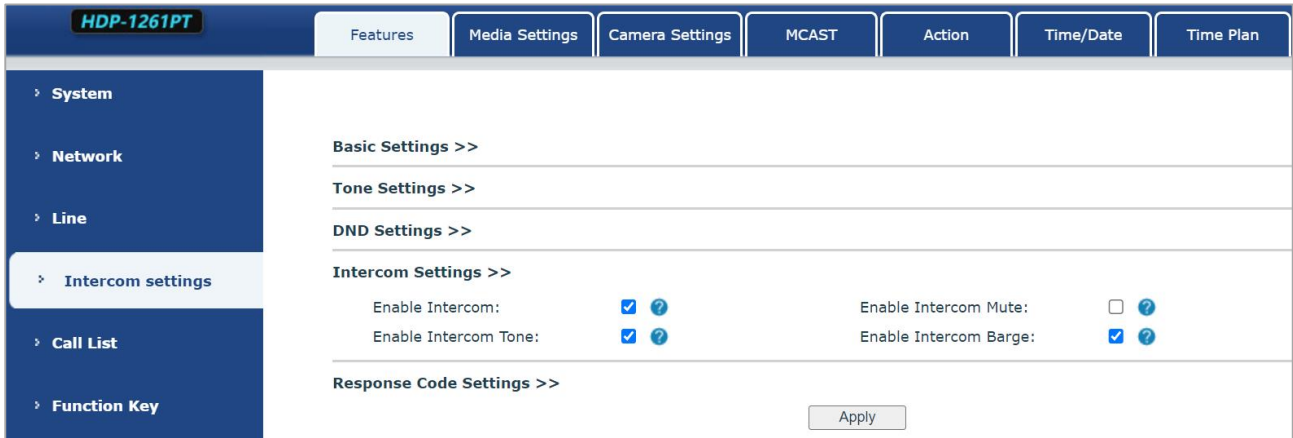 HDP-1261PT
Features
Media Settings
Camera Settings
MCAST
Action
Time/Date
Time Plan
System
Network
Line
Intercom settings
Call List
Function Key
Basic Settings >>
Tone Settings >>
DND Settings >>
Intercom Settings >>
Enable Intercom: ? Enable Intercom Mute: ?
Enable Intercom Tone: ? Enable Intercom Barge: ?
Response Code Settings >>
Apply